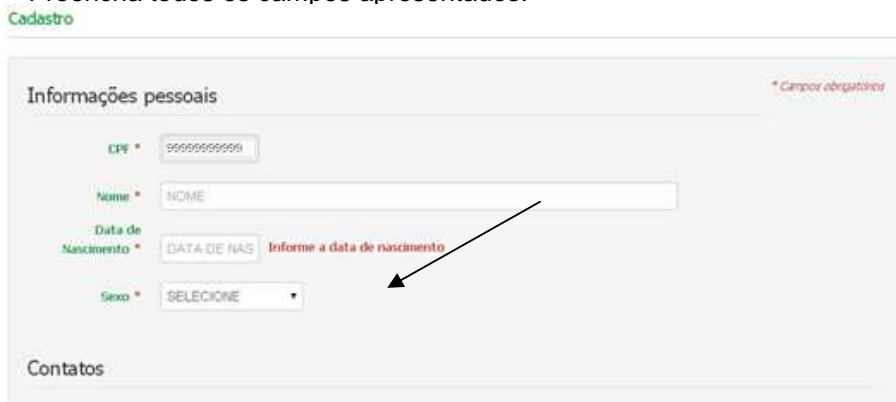 Cadastro
Informações pessoais
* Campos obrigatórios
CPF * 99999999999
Nome * NOME
Data de
Nascimento * DATA DE NAS Informe a data de nascimento
Sexo * SELECIONE
Contatos